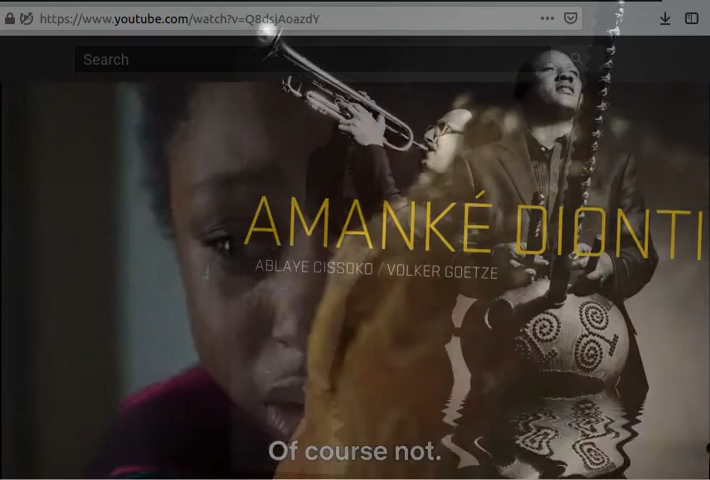 https://www.youtube.com/watch?v=Q8dsjAoazdY
Search
AMANKÉ DIONTI
ABLAYE CISSOKO / VOLKER GOETZE
Of course not.